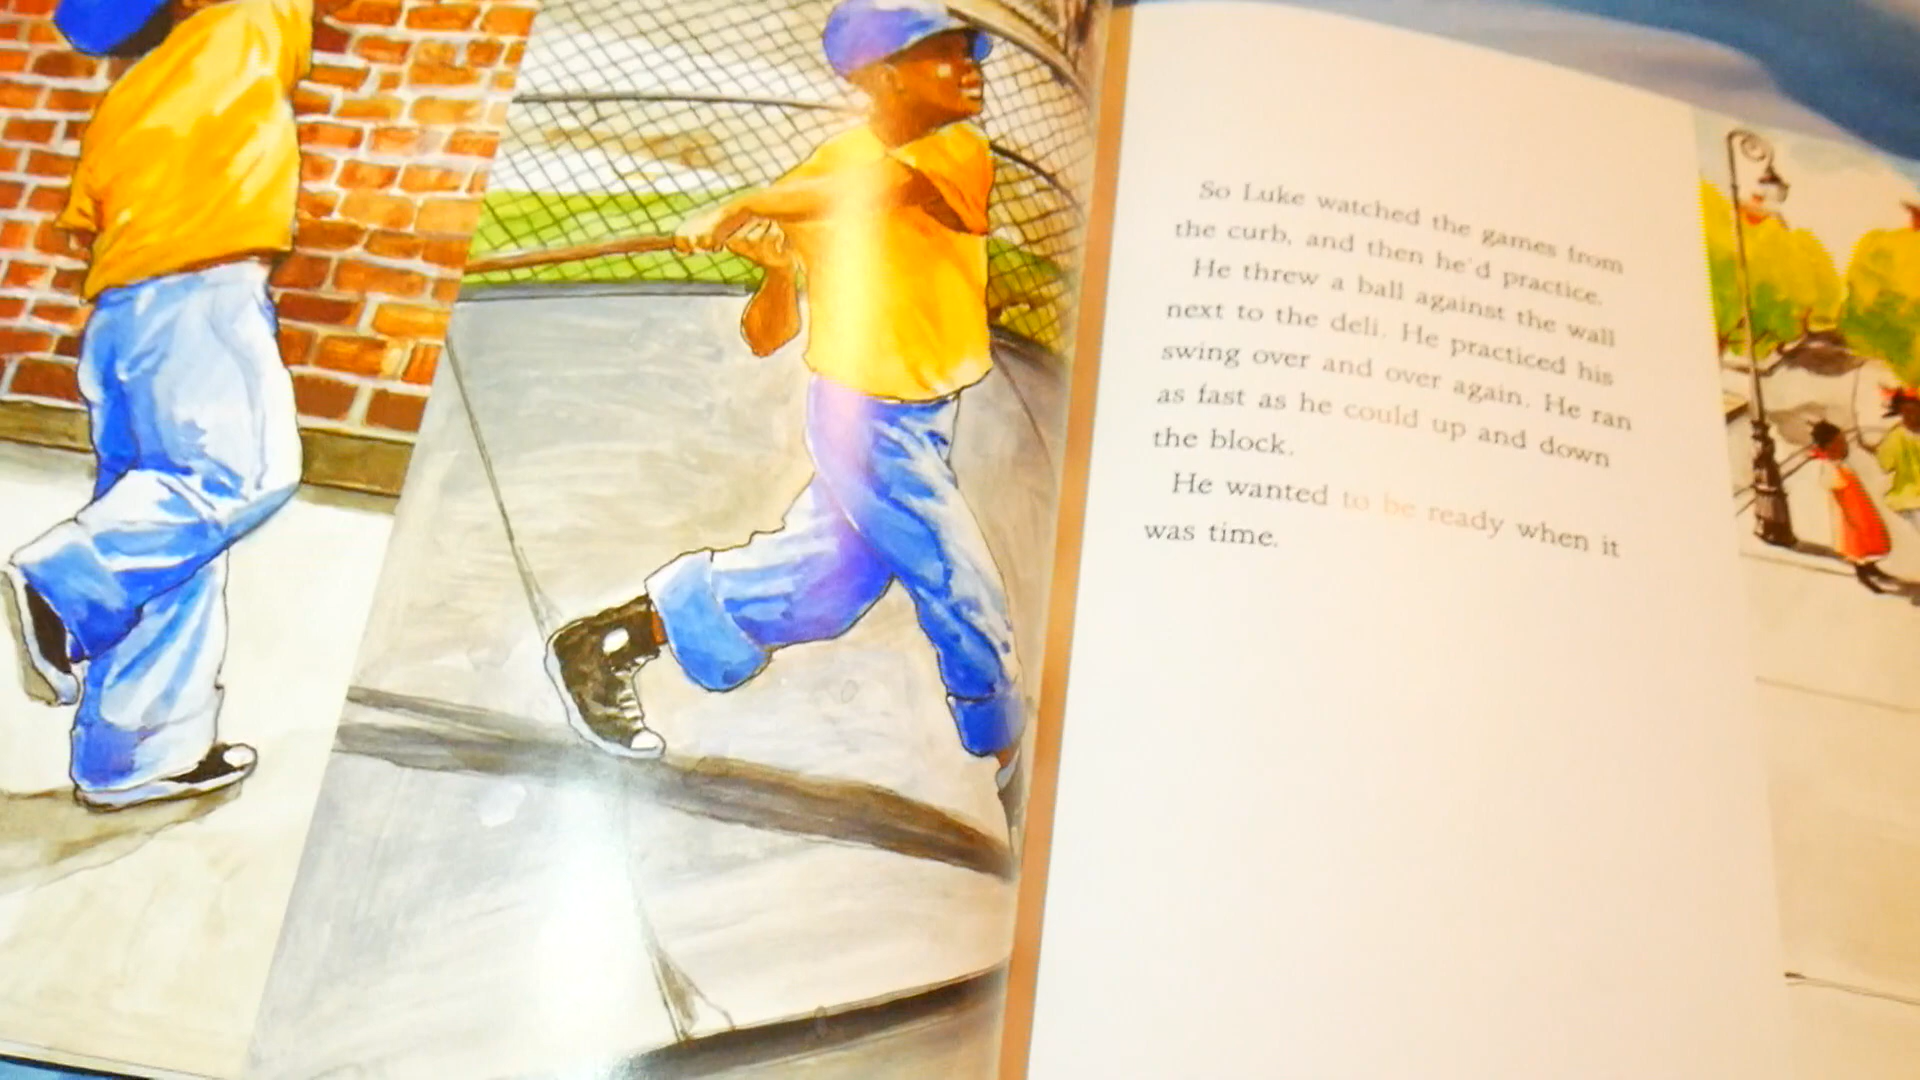 So Luke watched the games from
the curb, and then he'd practice.
He threw a ball against the wall
next to the deli. He practiced his
swing over and over again. He ran
as fast as he could up and down
the block.
He wanted to be ready when it
was time.